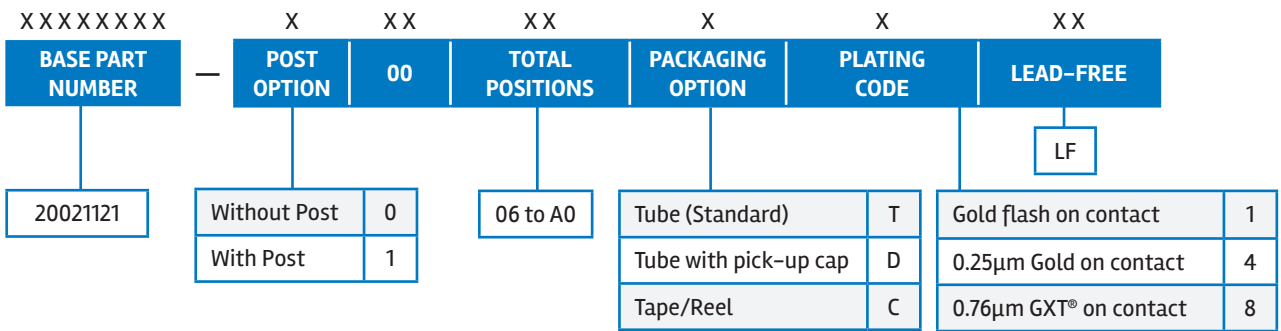 XXXXXXXX X XX XX X X XX
BASE PART NUMBER — POST OPTION 00 TOTAL POSITIONS PACKAGING OPTION PLATING CODE LEAD-FREE
LF
20021121
Without Post 0
With Post 1
06 to A0
Tube (Standard) T
Tube with pick-up cap D
Tape/Reel C
Gold flash on contact 1
0.25µm Gold on contact 4
0.76µm GXT® on contact 8